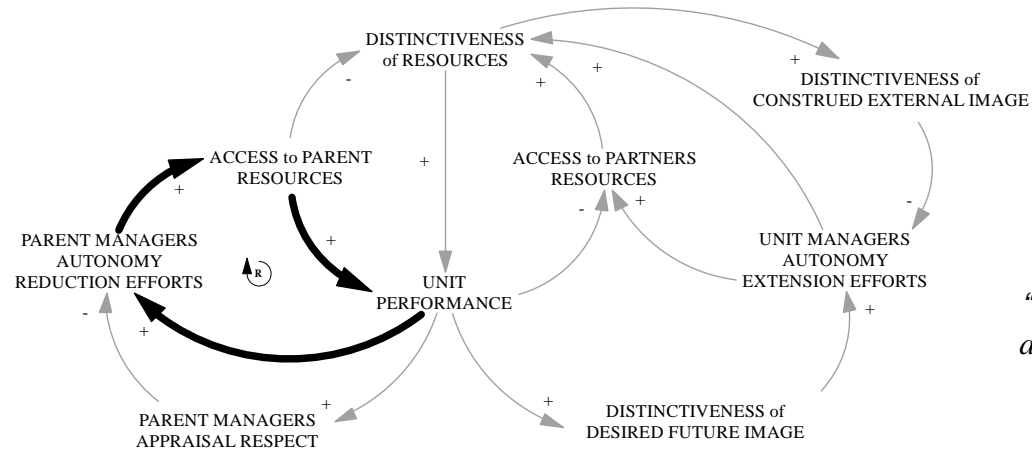 DISTINCTIVENESS
of RESOURCES
+
DISTINCTIVENESS of
CONSTRUED EXTERNAL IMAGE
-
+
+
ACCESS to PARENT
RESOURCES
+
ACCESS to PARTNERS
RESOURCES
+
-
+
-
PARENT MANAGERS
AUTONOMY
REDUCTION EFFORTS
R
+
UNIT
PERFORMANCE
UNIT MANAGERS
AUTONOMY
EXTENSION EFFORTS
-
+
+
+
+
PARENT MANAGERS
APPRAISAL RESPECT
DISTINCTIVENESS of
DESIRED FUTURE IMAGE